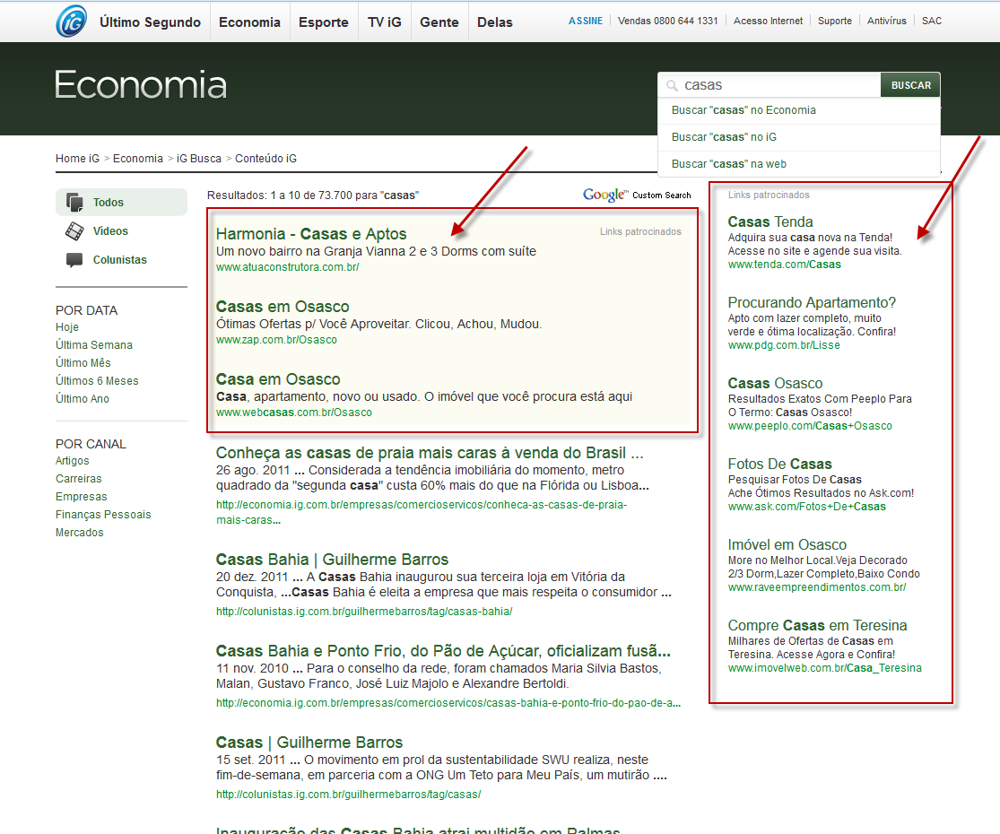 iG Último Segundo Economia Esporte TV iG Gente Delas ASSINE Vendas 0800 644 1331 Acesso Internet Suporte Antivírus SAC
Economia
casas BUSCAR
Buscar "casas" no Economia
Buscar "casas" no iG
Buscar "casas" na web
Home iG > Economia > iG Busca > Conteúdo iG
Todos
Videos
Colunistas
POR DATA
Hoje
Última Semana
Último Mês
Últimos 6 Meses
Último Ano
POR CANAL
Artigos
Carreiras
Empresas
Finanças Pessoais
Mercados
Resultados: 1 a 10 de 73.700 para "casas"
Google™ Custom Search
Harmonia - Casas e Aptos
Links patrocinados
Um novo bairro na Granja Vianna 2 e 3 Dorms com suíte
www.atuaconstrutora.com.br/
Casas em Osasco
Ótimas Ofertas p/ Você Aproveitar. Clicou, Achou, Mudou.
www.zap.com.br/Osasco
Casa em Osasco
Casa, apartamento, novo ou usado. O imóvel que você procura está aqui
www.webcasas.com.br/Osasco
Conheça as casas de praia mais caras à venda do Brasil ...
26 ago. 2011 ... Considerada a tendência imobiliária do momento, metro
quadrado da "segunda casa" custa 60% mais do que na Flórida ou Lisboa...
http://economia.ig.com.br/empresas/comercioservicos/conheca-as-casas-de-praia-
mais-caras...
Casas Bahia | Guilherme Barros
20 dez. 2011 ... A Casas Bahia inaugurou sua terceira loja em Vitória da
Conquista, ...Casas Bahia é eleita a empresa que mais respeita o consumidor ...
http://colunistas.ig.com.br/guilhermebarros/tag/casas-bahia/
Casas Bahia e Ponto Frio, do Pão de Açúcar, oficializam fusã...
11 nov. 2010 ... Para o conselho da rede, foram chamados Maria Silvia Bastos,
Malan, Gustavo Franco, José Luiz Majolo e Alexandre Bertoldi.
http://economia.ig.com.br/empresas/comercioservicos/casas-bahia-e-ponto-frio-do-pao-de-a...
Casas | Guilherme Barros
15 set. 2011 ... O movimento em prol da sustentabilidade SWU realiza, neste
fim-de-semana, em parceria com a ONG Um Teto para Meu País, um mutirão ....
http://colunistas.ig.com.br/guilhermebarros/tag/casas/
Inauguração das Casas Bahia atrai multidão em Palmas
Links patrocinados
Casas Tenda
Adquira sua casa nova na Tenda!
Acesse no site e agende sua visita.
www.tenda.com/Casas
Procurando Apartamento?
Apto com lazer completo, muito
verde e ótima localização. Confira!
www.pdg.com.br/Lisse
Casas Osasco
Resultados Exatos Com Peeplo Para
O Termo: Casas Osasco!
www.peeplo.com/Casas+Osasco
Fotos De Casas
Pesquisar Fotos De Casas
Ache Ótimos Resultados no Ask.com!
www.ask.com/Fotos+De+Casas
Imóvel em Osasco
More no Melhor Local.Veja Decorado
2/3 Dorm,Lazer Completo,Baixo Condo
www.raveempreendimentos.com.br/
Compre Casas em Teresina
Milhares de Ofertas de Casas em
Teresina. Acesse Agora e Confira!
www.imovelweb.com.br/Casa_Teresina